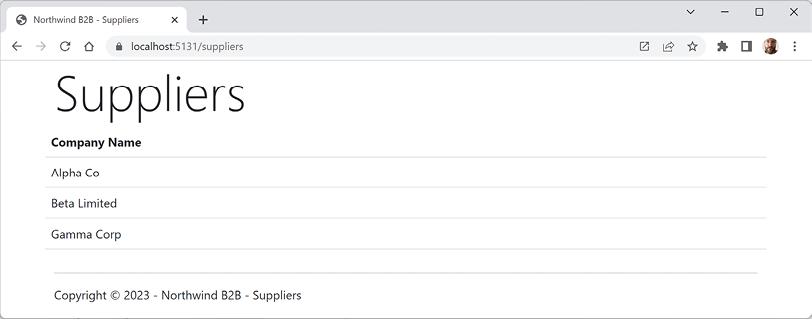 Northwind B2B - Suppliers
localhost:5131/suppliers
Suppliers
Company Name
Alpha Co
Beta Limited
Gamma Corp
Copyright © 2023 - Northwind B2B - Suppliers